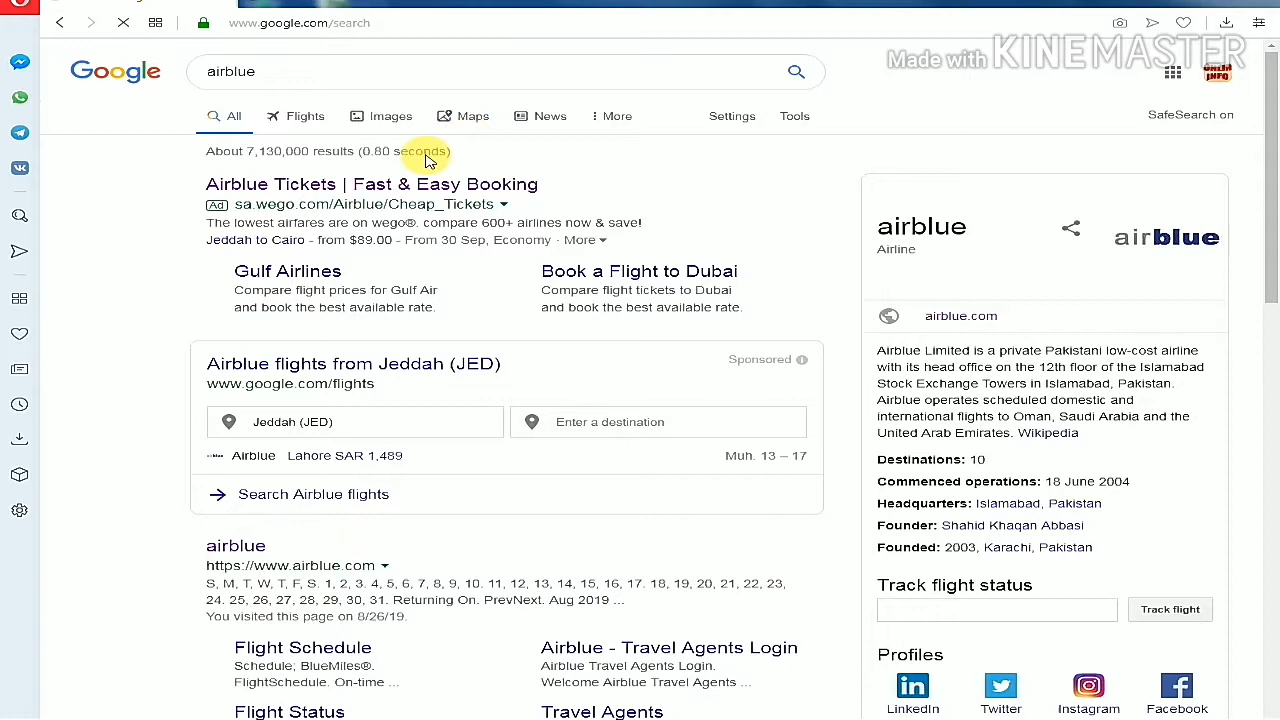 www.google.com/search
Made with KINEMASTER
Google
airblue
ONLIN
INFO
All
Flights
Images
Maps
News
More
Settings
Tools
SafeSearch on
About 7,130,000 results (0.80 seconds)
Airblue Tickets | Fast & Easy Booking
Ad sa.wego.com/Airblue/Cheap_Tickets
The lowest airfares are on wego®. compare 600+ airlines now & save!
Jeddah to Cairo - from $89.00 - From 30 Sep, Economy · More
Gulf Airlines
Compare flight prices for Gulf Air
and book the best available rate.
Book a Flight to Dubai
Compare flight tickets to Dubai
and book the best available rate.
Airblue flights from Jeddah (JED)
Sponsored
www.google.com/flights
Jeddah (JED)
Enter a destination
Airblue Lahore SAR 1,489
Muh. 13 – 17
Search Airblue flights
airblue
https://www.airblue.com
S, M, T, W, T, F, S. 1, 2, 3. 4, 5, 6, 7, 8, 9, 10. 11, 12, 13, 14, 15, 16, 17. 18, 19, 20, 21, 22, 23,
24. 25, 26, 27, 28, 29, 30, 31. Returning On. PrevNext. Aug 2019 ...
You visited this page on 8/26/19.
Flight Schedule
Schedule; BlueMiles®.
FlightSchedule. On-time ...
Airblue - Travel Agents Login
Airblue Travel Agents Login.
Welcome Airblue Travel Agents ...
Flight Status
Travel Agents
airblue
Airline
airblue
airblue.com
Airblue Limited is a private Pakistani low-cost airline
with its head office on the 12th floor of the Islamabad
Stock Exchange Towers in Islamabad, Pakistan.
Airblue operates scheduled domestic and
international flights to Oman, Saudi Arabia and the
United Arab Emirates. Wikipedia
Destinations: 10
Commenced operations: 18 June 2004
Headquarters: Islamabad, Pakistan
Founder: Shahid Khaqan Abbasi
Founded: 2003, Karachi, Pakistan
Track flight status
Track flight
Profiles
LinkedIn
Twitter
Instagram
Facebook